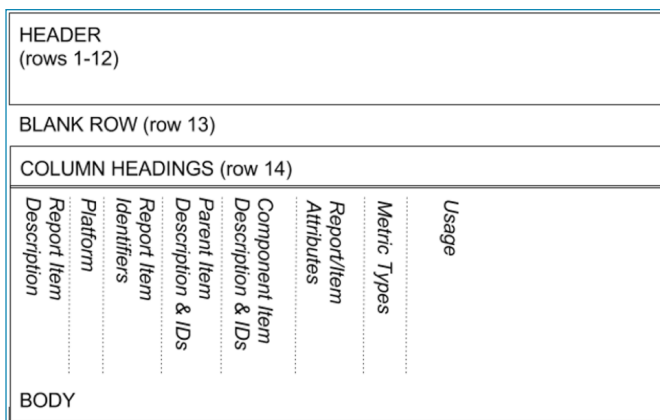 HEADER
(rows 1-12)
BLANK ROW (row 13)
COLUMN HEADINGS (row 14)
Report Item
Description
Platform
Report Item
Identifiers
Parent Item
Description & IDs
Component Item
Description & IDs
Report/Item
Attributes
Metric Types
Usage
BODY